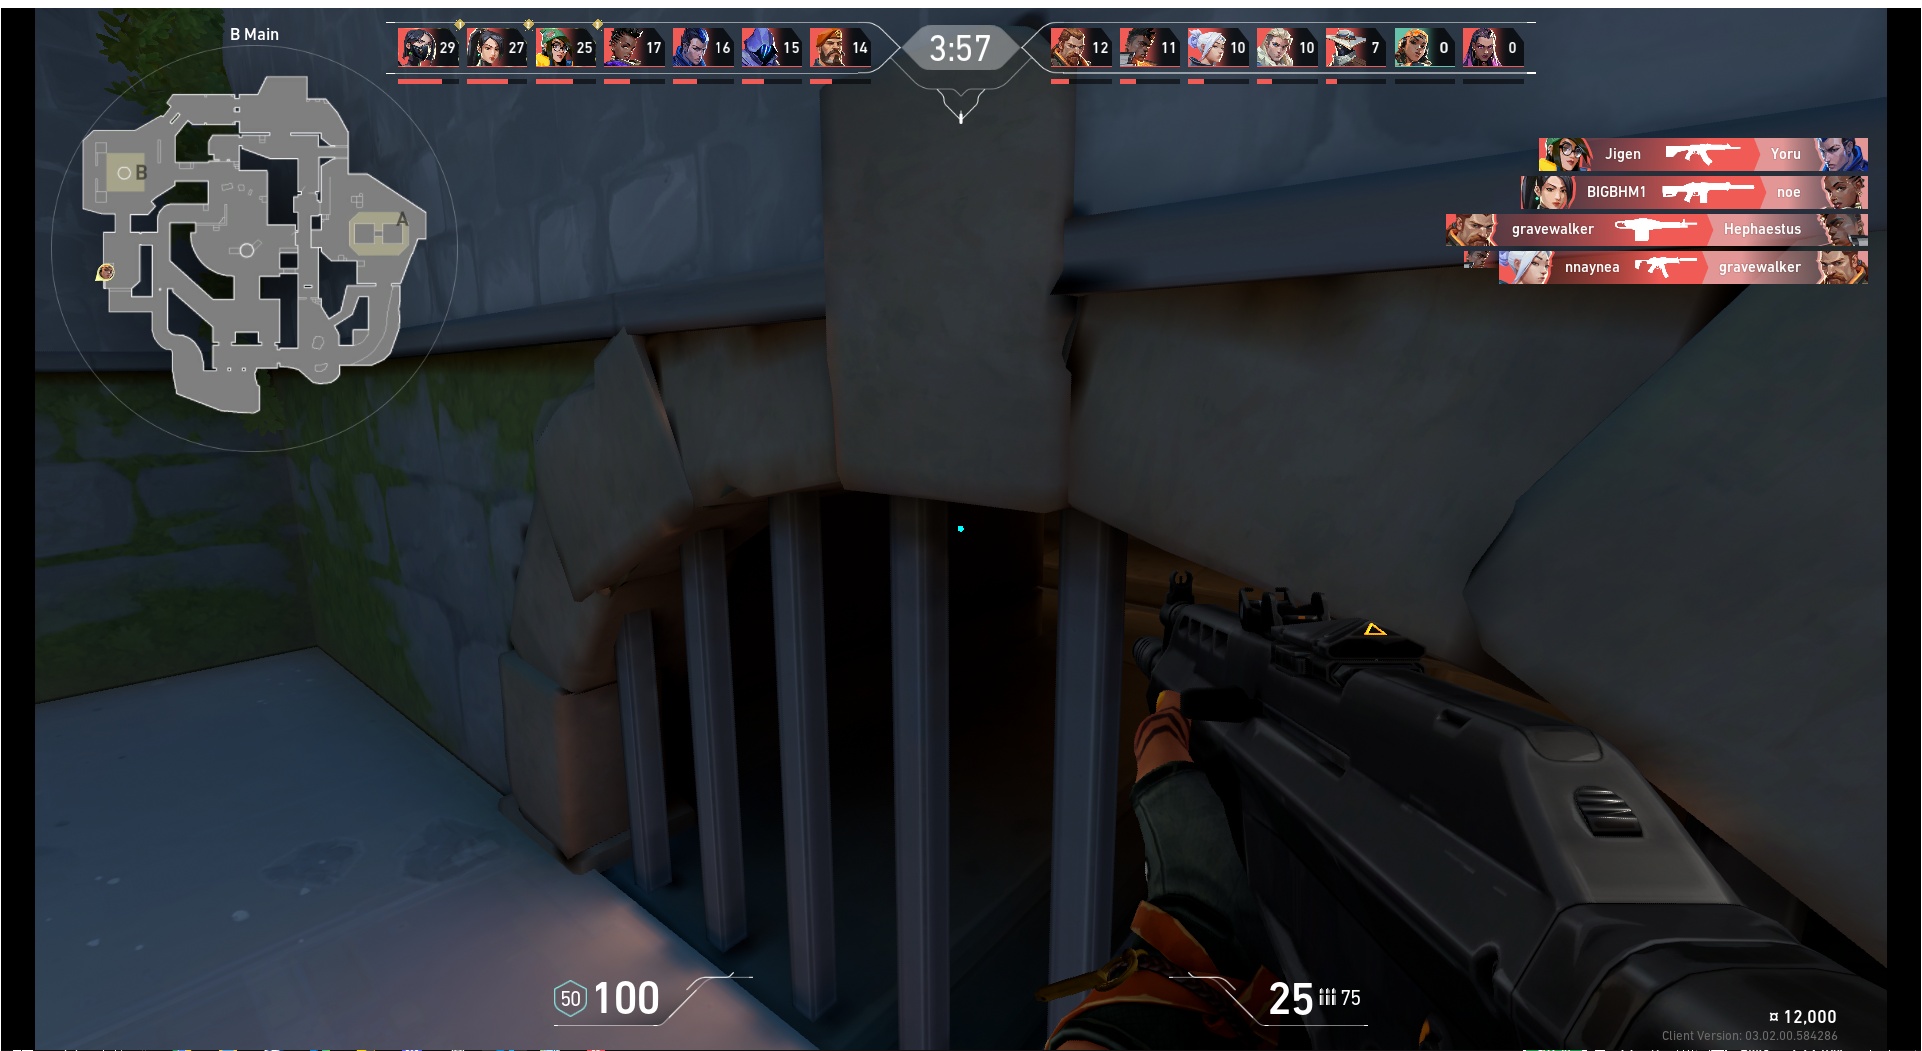 B Main
29 27 25 17 16 15 14 3:57 12 11 10 10 7 0 0
Jigen Yoru
BIGBHM1 noe
gravewalker Hephaestus
nnaynea gravewalker
B
A
50 100
25 75
¤ 12,000
Client Version: 03.02.00.584286